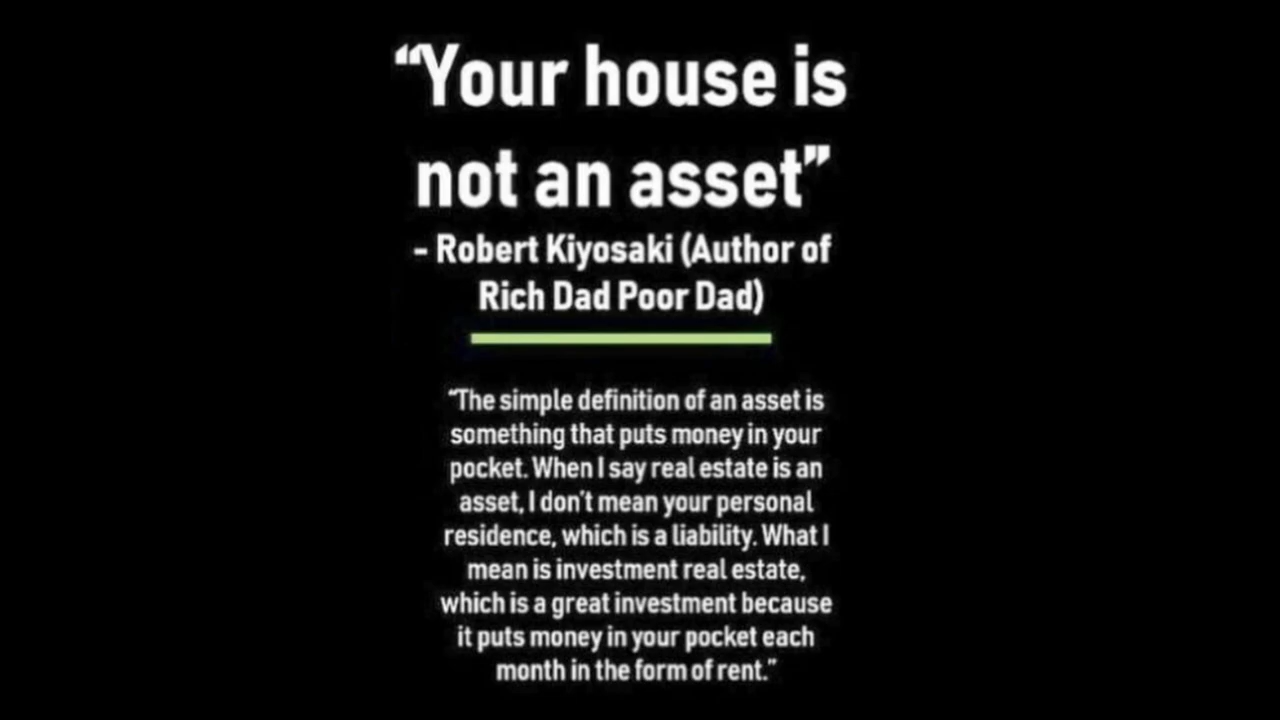 “Your house is
not an asset”
- Robert Kiyosaki (Author of
Rich Dad Poor Dad)
“The simple definition of an asset is
something that puts money in your
pocket. When I say real estate is an
asset, I don't mean your personal
residence, which is a liability. What I
mean is investment real estate,
which is a great investment because
it puts money in your pocket each
month in the form of rent.”